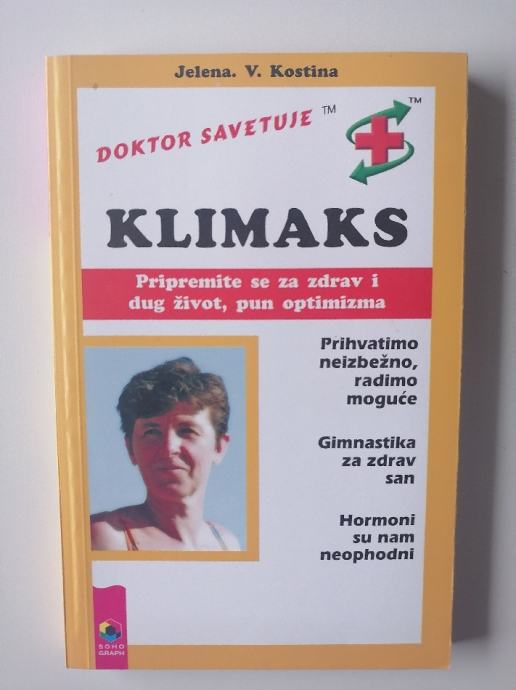 Jelena. V. Kostina
DOKTOR SAVETUJE ™
™
KLIMAKS
Pripremite se za zdrav i
dug život, pun optimizma
Prihvatimo
neizbežno,
radimo
moguće
Gimnastika
za zdrav
san
Hormoni
su nam
neophodni
SOHO
GRAPH